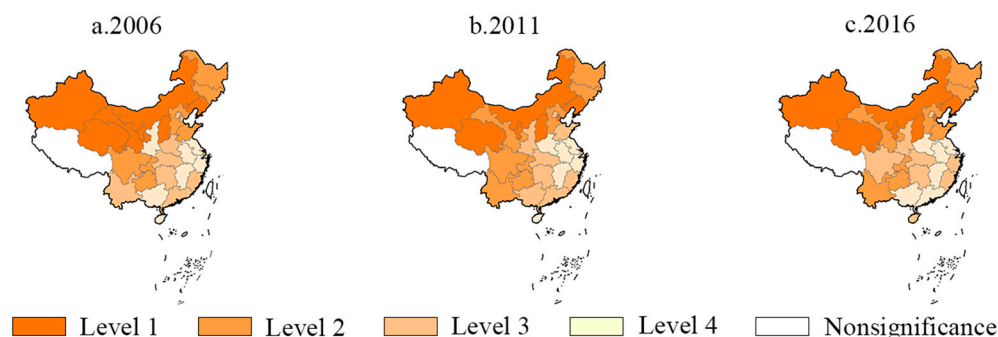 a.2006
b.2011
c.2016
Level 1
Level 2
Level 3
Level 4
Nonsignificance